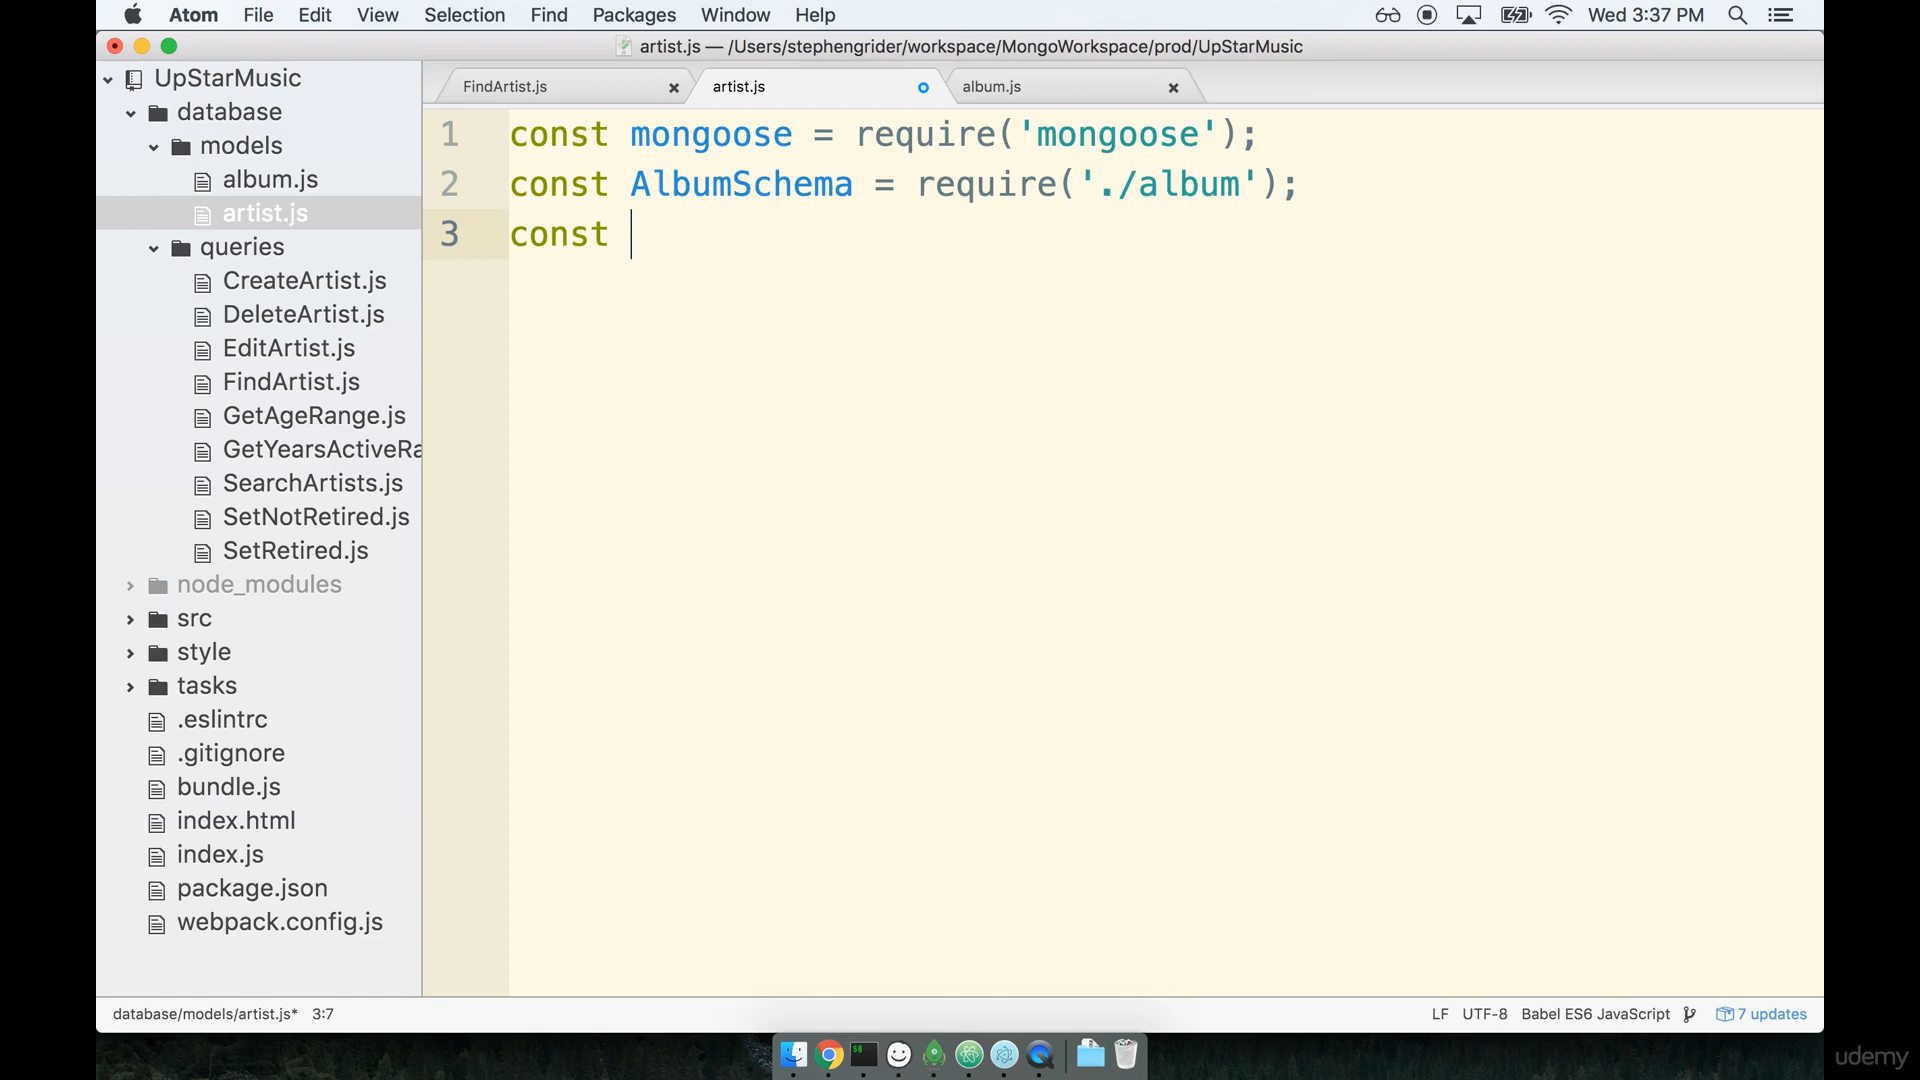 Atom File Edit View Selection Find Packages Window Help Wed 3:37 PM
artist.js — /Users/stephengrider/workspace/MongoWorkspace/prod/UpStarMusic
UpStarMusic
database
models
album.js
artist.js
queries
CreateArtist.js
DeleteArtist.js
EditArtist.js
FindArtist.js
GetAgeRange.js
GetYearsActiveRa
SearchArtists.js
SetNotRetired.js
SetRetired.js
node_modules
src
style
tasks
.eslintrc
.gitignore
bundle.js
index.html
index.js
package.json
webpack.config.js
FindArtist.js artist.js album.js
1 const mongoose = require('mongoose');
2 const AlbumSchema = require('./album');
3 const
database/models/artist.js* 3:7 LF UTF-8 Babel ES6 JavaScript 7 updates
udemy